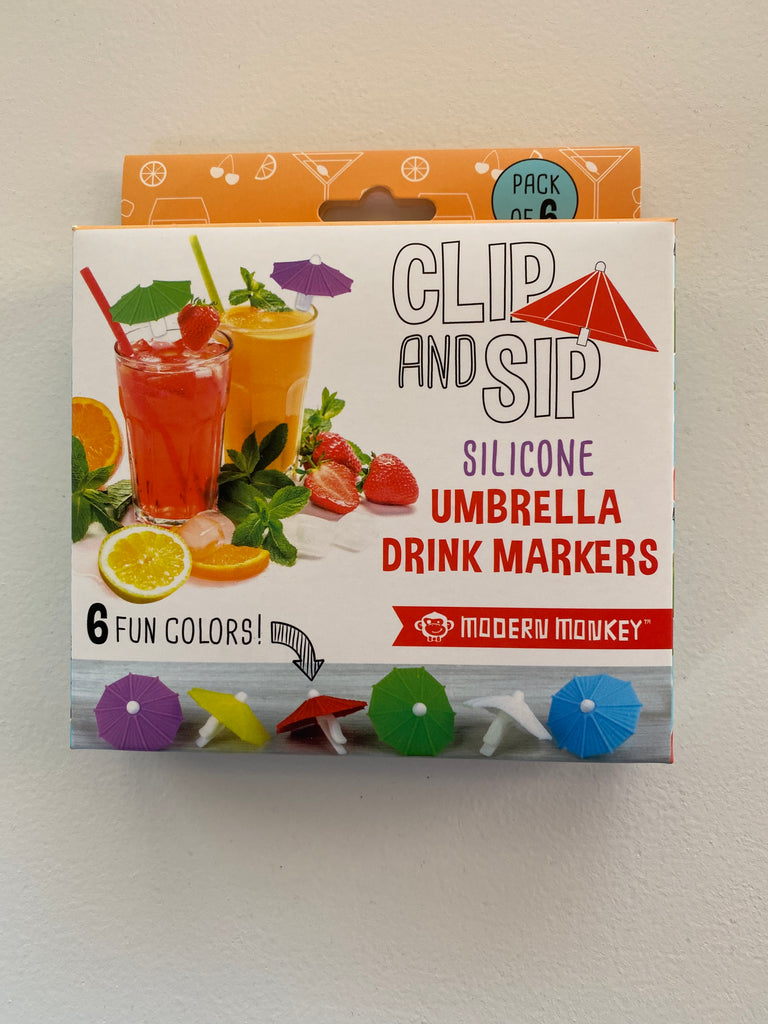 PACK
OF 6
CLIP
AND SIP
SILICONE
UMBRELLA
DRINK MARKERS
6 FUN COLORS!
MODERN MONKEY™